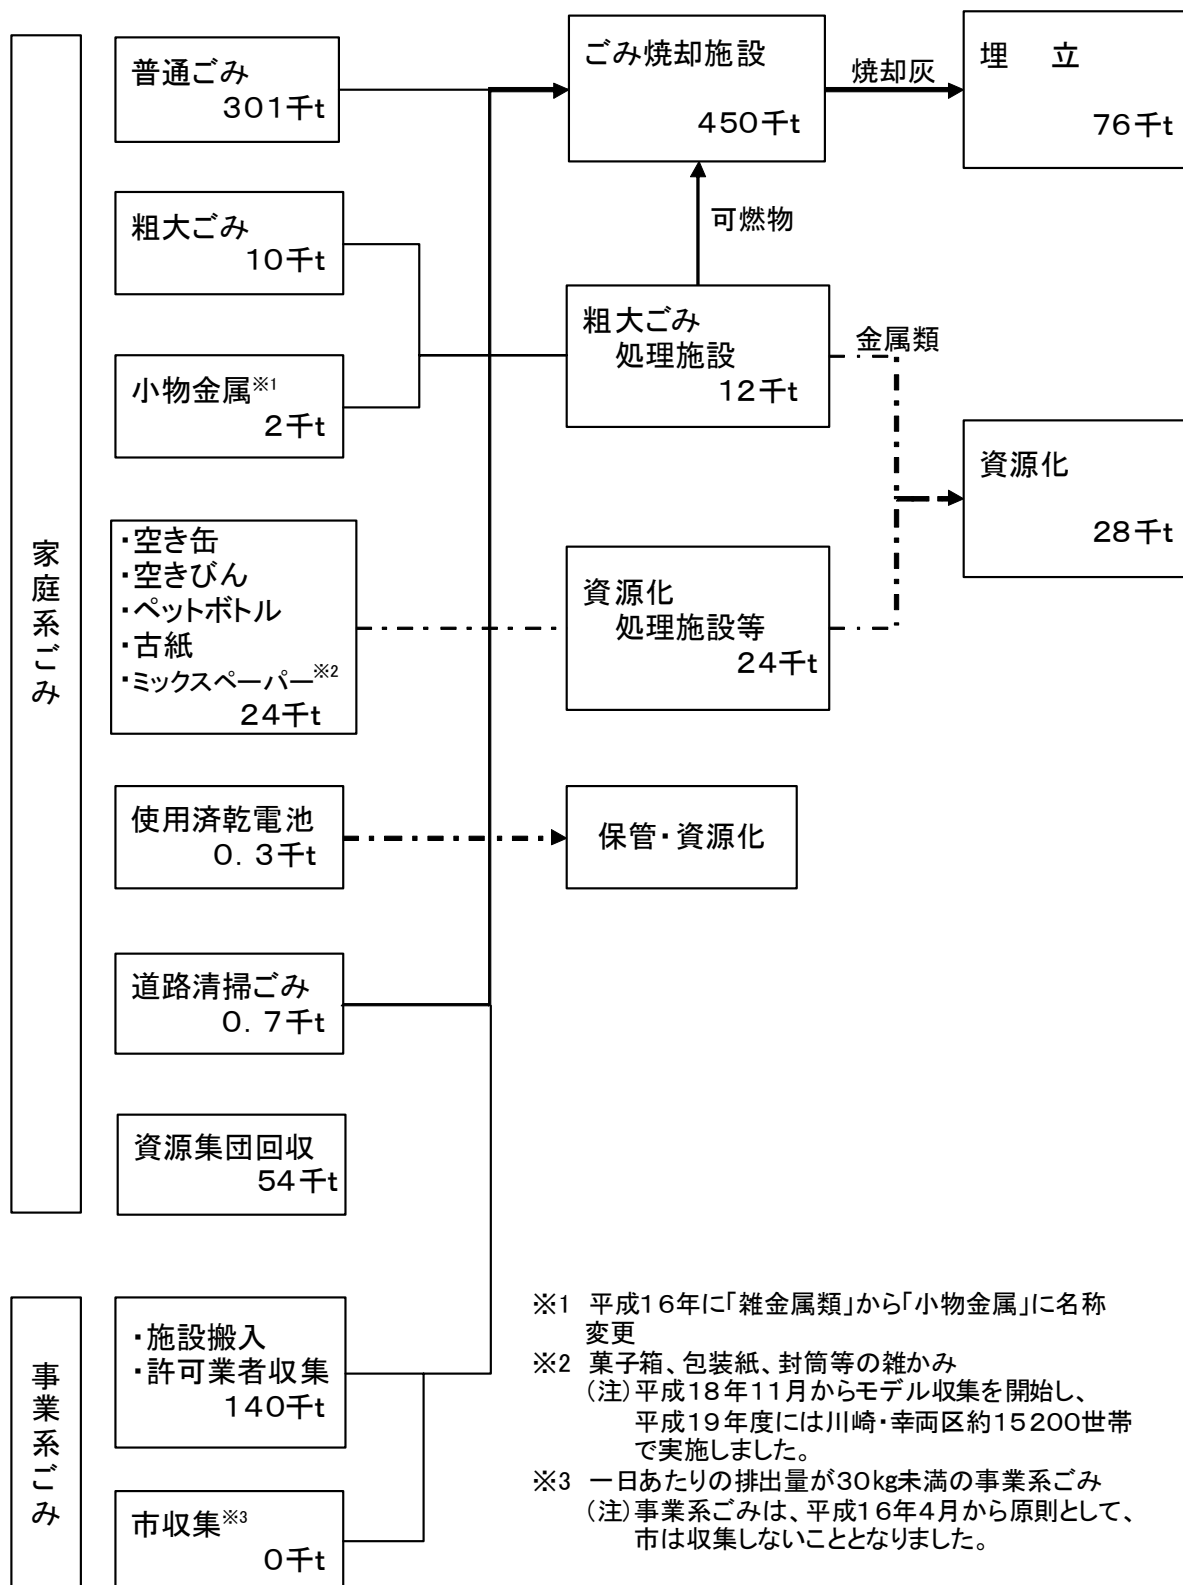 家庭系ごみ
普通ごみ
301千t
粗大ごみ
10千t
小物金属※1
2千t
・空き缶
・空きびん
・ペットボトル
・古紙
・ミックスペーパー※2
24千t
使用済乾電池
0.3千t
道路清掃ごみ
0.7千t
資源集団回収
54千t
事業系ごみ
・施設搬入
・許可業者収集
140千t
市収集※3
0千t
ごみ焼却施設
450千t
焼却灰
埋 立
76千t
可燃物
粗大ごみ
処理施設
12千t
金属類
資源化
28千t
資源化
処理施設等
24千t
保管・資源化
※1 平成16年に「雑金属類」から「小物金属」に名称
変更
※2 菓子箱、包装紙、封筒等の雑かみ
(注)平成18年11月からモデル収集を開始し、
平成19年度には川崎・幸両区約15200世帯
で実施しました。
※3 一日あたりの排出量が30kg未満の事業系ごみ
(注)事業系ごみは、平成16年4月から原則として、
市は収集しないこととなりました。